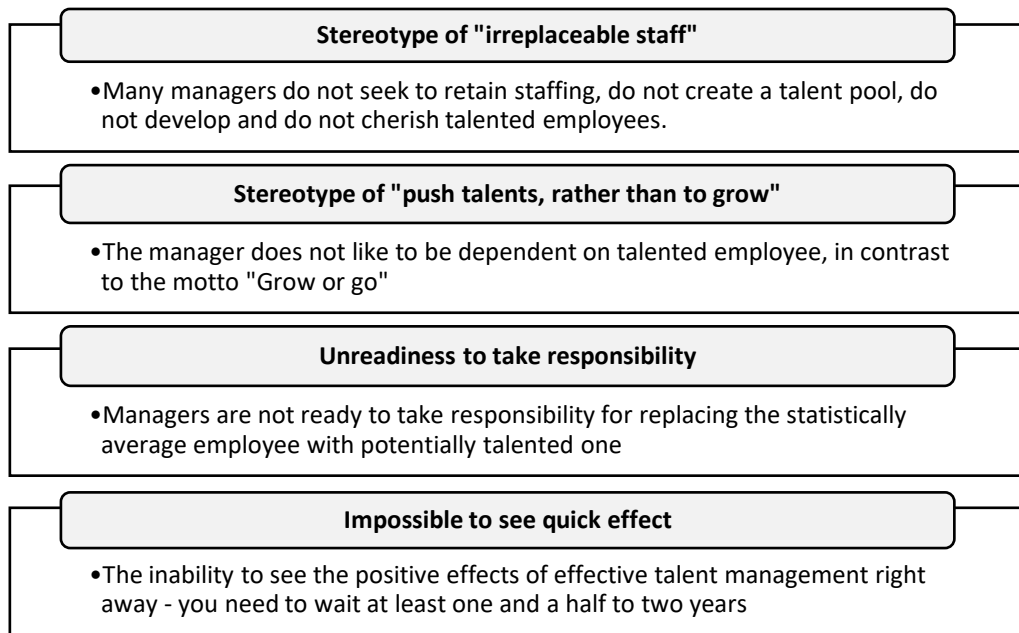 Stereotype of "irreplaceable staff"
•Many managers do not seek to retain staffing, do not create a talent pool, do
not develop and do not cherish talented employees.
Stereotype of "push talents, rather than to grow"
•The manager does not like to be dependent on talented employee, in contrast
to the motto "Grow or go"
Unreadiness to take responsibility
•Managers are not ready to take responsibility for replacing the statistically
average employee with potentially talented one
Impossible to see quick effect
•The inability to see the positive effects of effective talent management right
away - you need to wait at least one and a half to two years